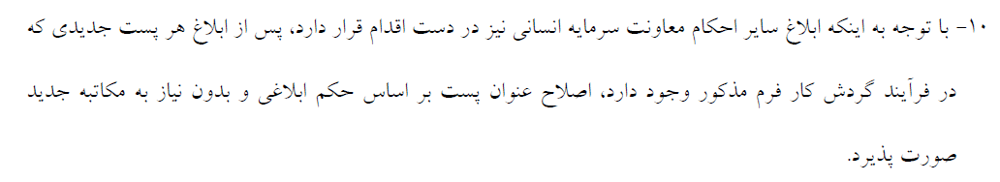 ۱۰- با توجه به اینکه ابلاغ سایر احکام معاونت سرمایه انسانی نیز در دست اقدام قرار دارد، پس از ابلاغ هر پست جدیدی که
در فرآیند گردش کار فرم مذکور وجود دارد، اصلاح عنوان پست بر اساس حکم ابلاغی و بدون نیاز به مکاتبه جدید
صورت پذیرد.